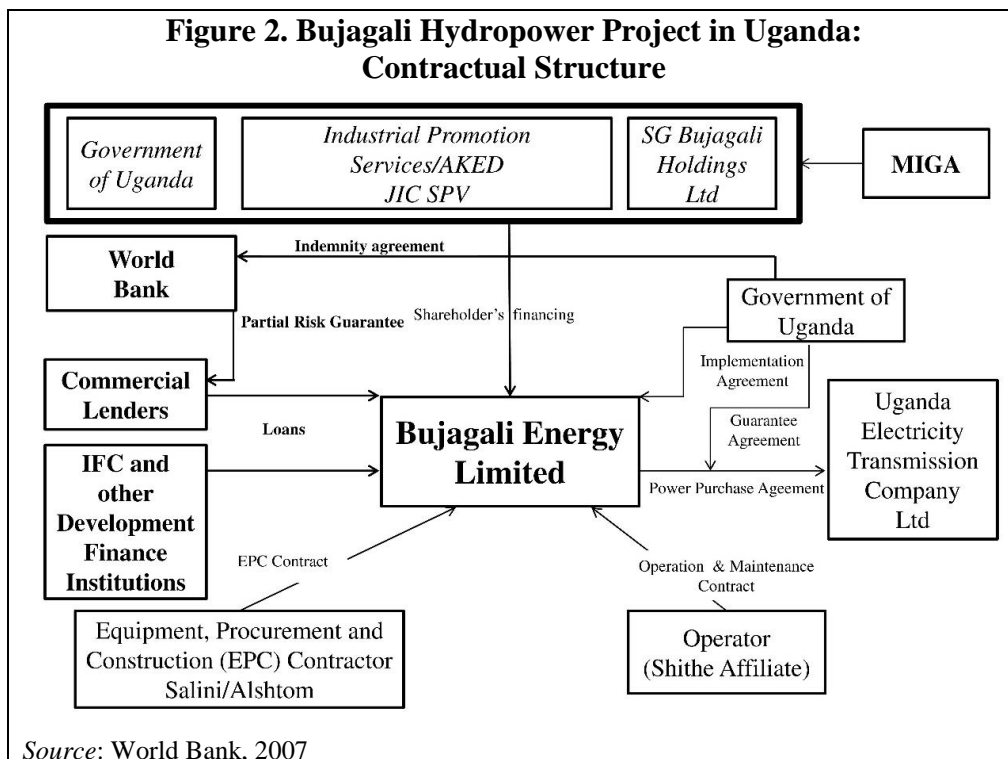 Figure 2. Bujagali Hydropower Project in Uganda:
Contractual Structure
Government
of Uganda
Industrial Promotion
Services/AKED
JIC SPV
SG Bujagali
Holdings
Ltd
MIGA
Indemnity agreement
World
Bank
Government of
Uganda
Partial Risk Guarantee
Shareholder's financing
Implementation
Agreement
Commercial
Lenders
Guarantee
Agreement
Uganda
Electricity
Transmission
Company
Ltd
Loans
Bujagali Energy
Limited
Power Purchase Ageement
IFC and
other
Development
Finance
Institutions
EPC Contract
Operation & Maintenance
Contract
Equipment, Procurement and
Construction (EPC) Contractor
Salini/Alshtom
Operator
(Shithe Affiliate)
Source: World Bank, 2007